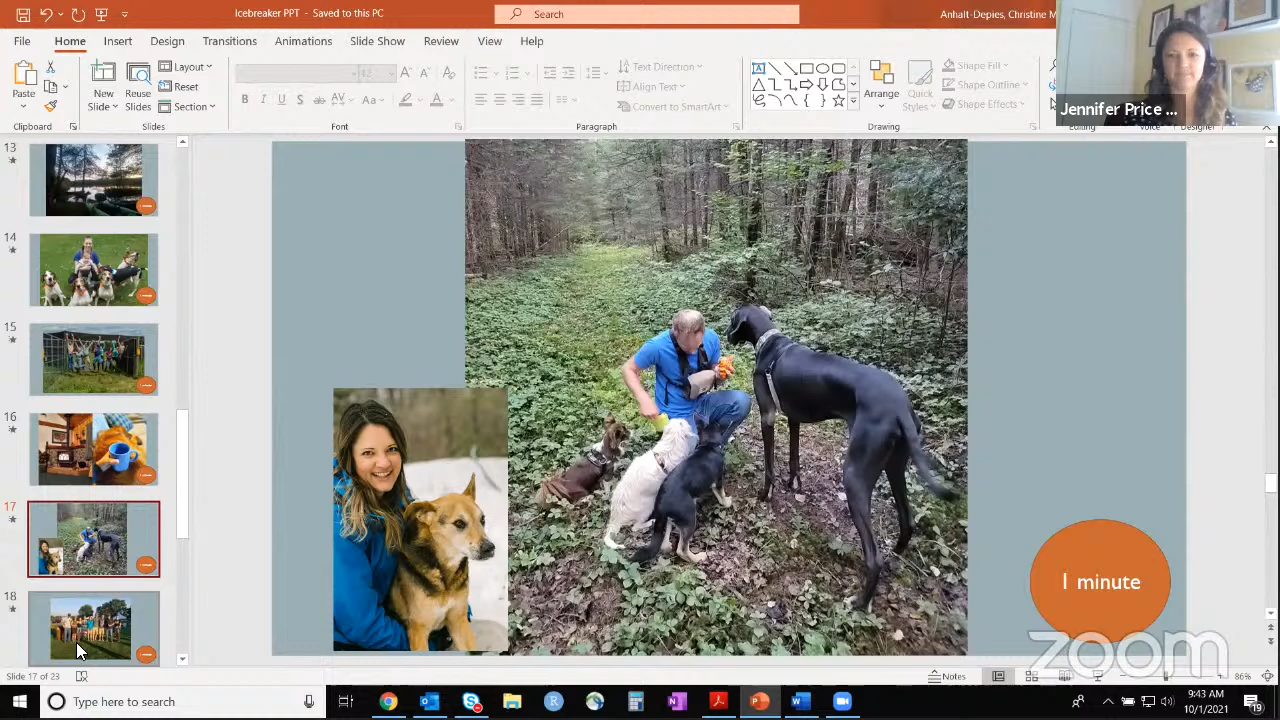 Icebreaker PPT - Saved to this PC
Search
Anhalt-Depies, Christine M
File Home Insert Design Transitions Animations Slide Show Review View Help
Paste
Clipboard
New Slide
Reuse Slides
Layout
Reset
Section
Slides
Font
Text Direction
Align Text
Convert to SmartArt
Paragraph
Arrange
Quick Styles
Shape Fill
Shape Outline
Shape Effects
Drawing
Editing
Voice
Designer
Jennifer Price ...
13
14
15
16
17
18
1 minute
zoom
Slide 17 of 23
Notes
86%
Type here to search
9:43 AM
10/1/2021
19